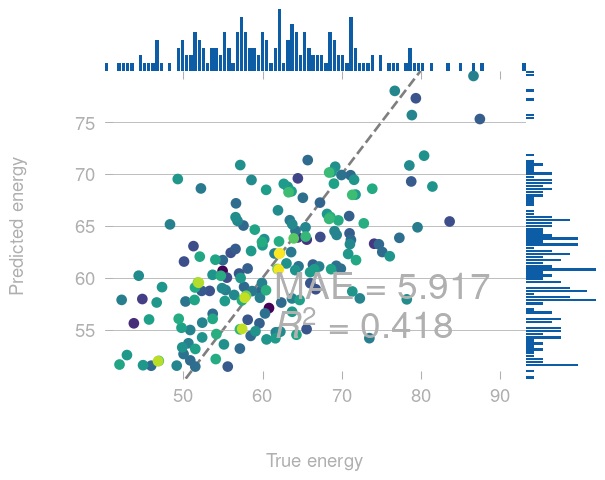 75
70
65
60
55
Predicted energy
MAE = 5.917
R² = 0.418
50 60 70 80 90
True energy